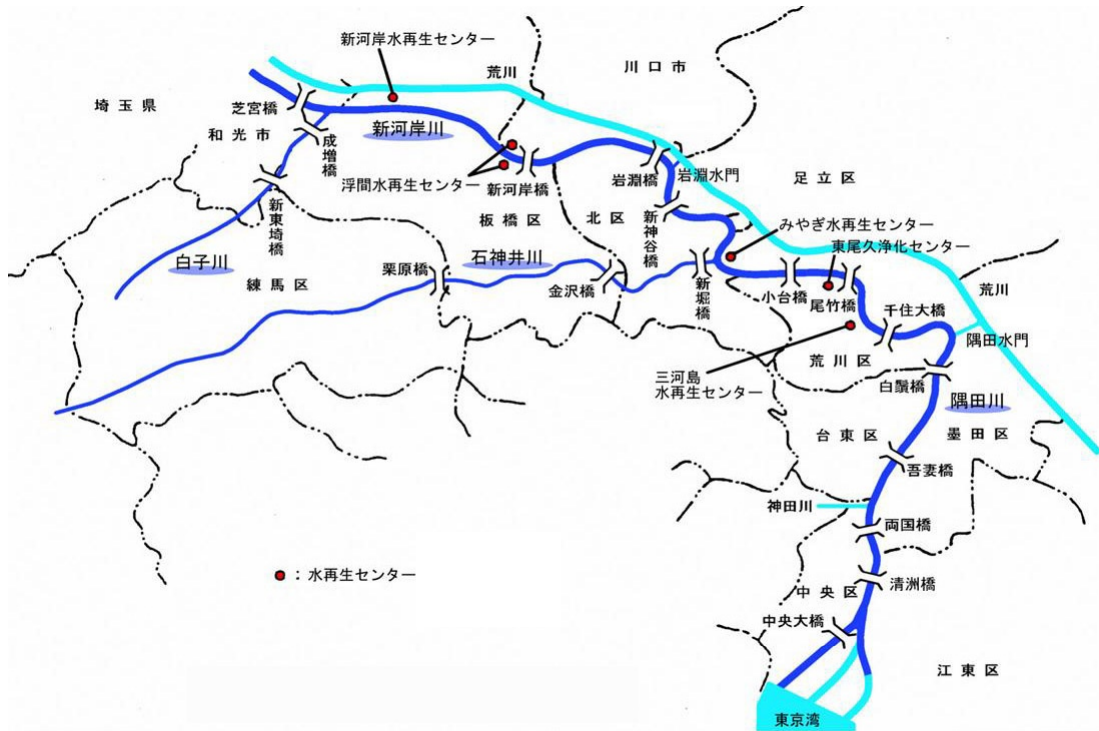 新河岸水再生センター
荒川
川口市
埼玉県
芝宮橋
和光市
成増橋
新河岸川
浮間水再生センター
新河岸橋
岩淵橋
岩淵水門
足立区
新東埼橋
板橋区
北区
新神谷橋
みやぎ水再生センター
東尾久浄化センター
白子川
練馬区
栗原橋
石神井川
金沢橋
新堀橋
小台橋
尾竹橋
千住大橋
荒川
隅田水門
三河島
水再生センター
荒川区
白鬚橋
隅田川
台東区
墨田区
吾妻橋
神田川
両国橋
：水再生センター
中央区
清洲橋
中央大橋
江東区
東京湾